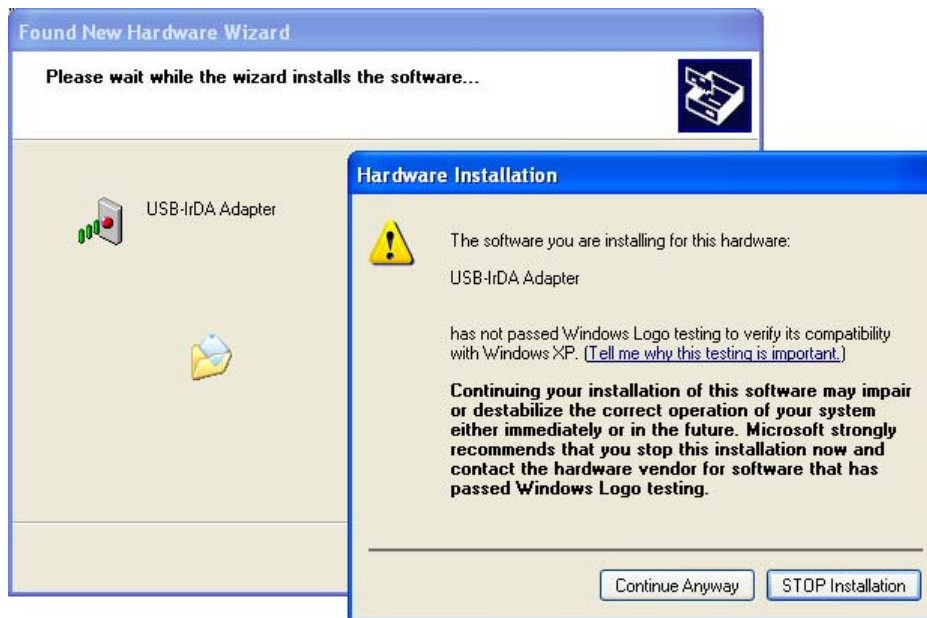 Found New Hardware Wizard
Please wait while the wizard installs the software...
USB-IrDA Adapter
Hardware Installation
The software you are installing for this hardware:
USB-IrDA Adapter
has not passed Windows Logo testing to verify its compatibility
with Windows XP. (Tell me why this testing is important.)
Continuing your installation of this software may impair
or destabilize the correct operation of your system
either immediately or in the future. Microsoft strongly
recommends that you stop this installation now and
contact the hardware vendor for software that has
passed Windows Logo testing.
Continue Anyway
STOP Installation